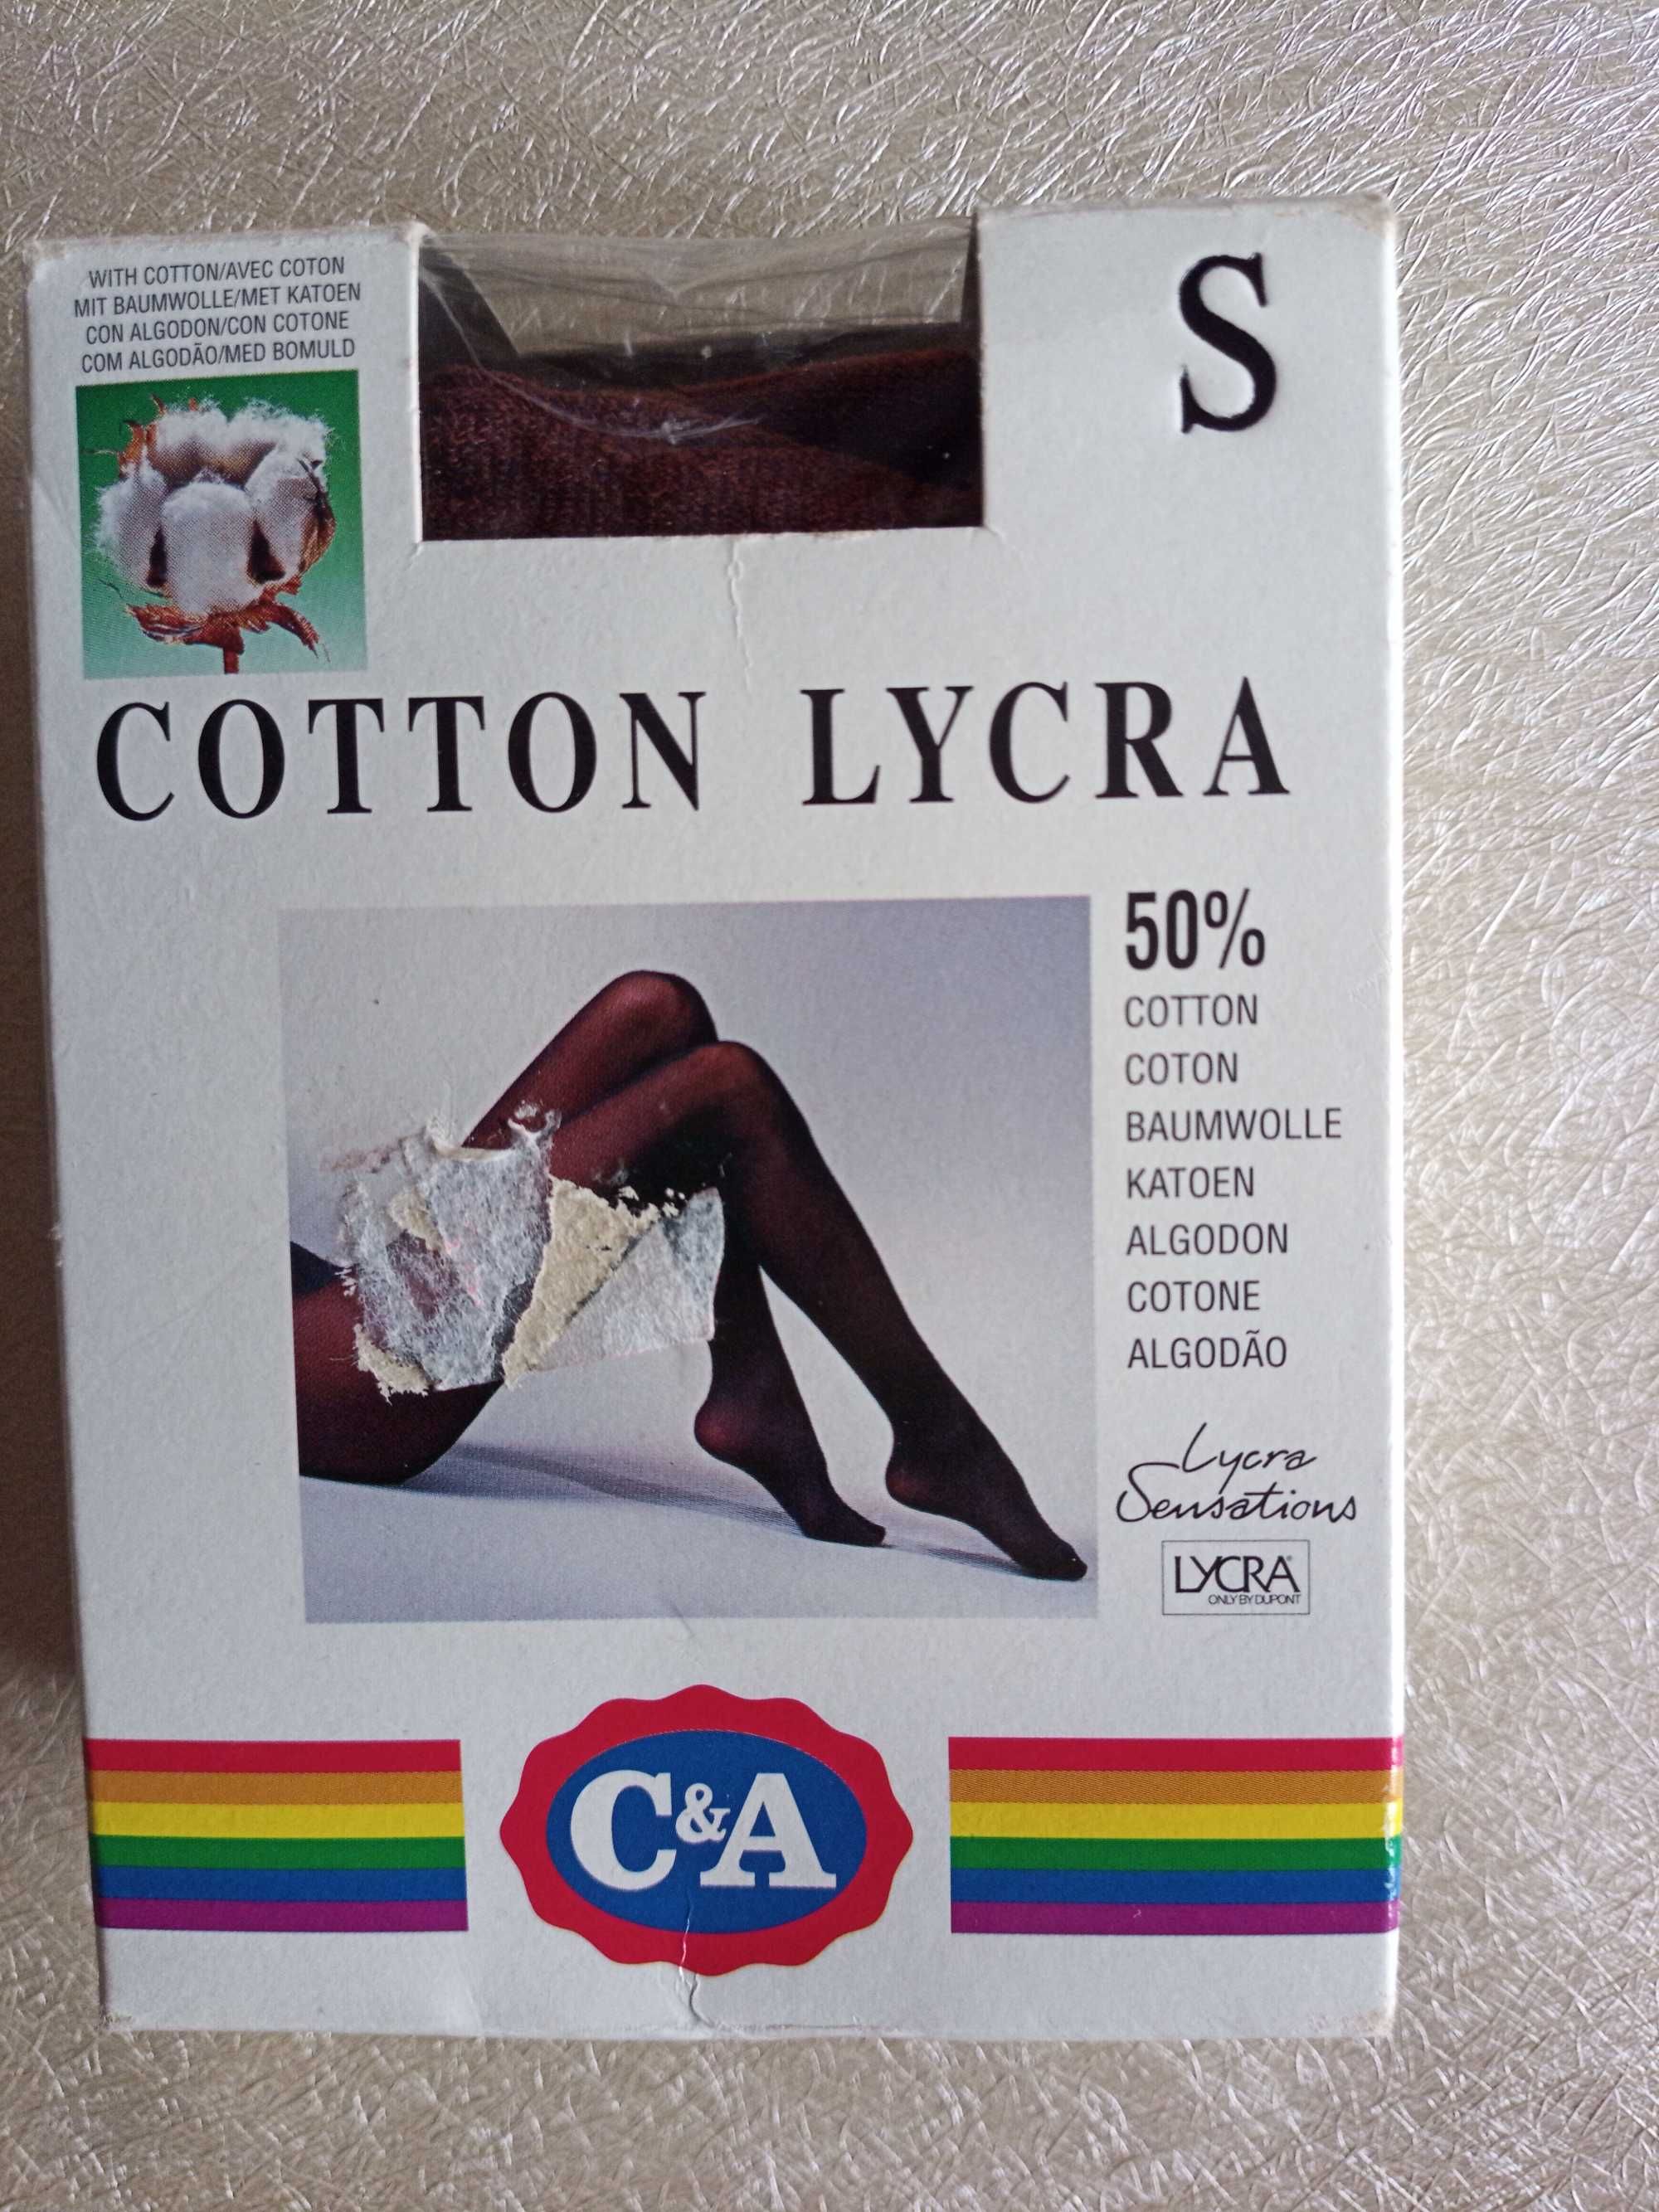 WITH COTTON/AVEC COTON
MIT BAUMWOLLE/MET KATOEN
CON ALGODON/CON COTONE
COM ALGODÃO/MED BOMULD
S
COTTON LYCRA
50%
COTTON
COTON
BAUMWOLLE
KATOEN
ALGODON
COTONE
ALGODÃO
Lycra
Sensations
LYCRA®
ONLY BY DUPONT
C&A